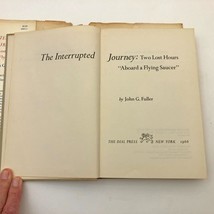 The Interrupted
Journey: Two Lost Hours
"Aboard a Flying Saucer"
by John G. Fuller
THE DIAL PRESS NEW YORK 1966